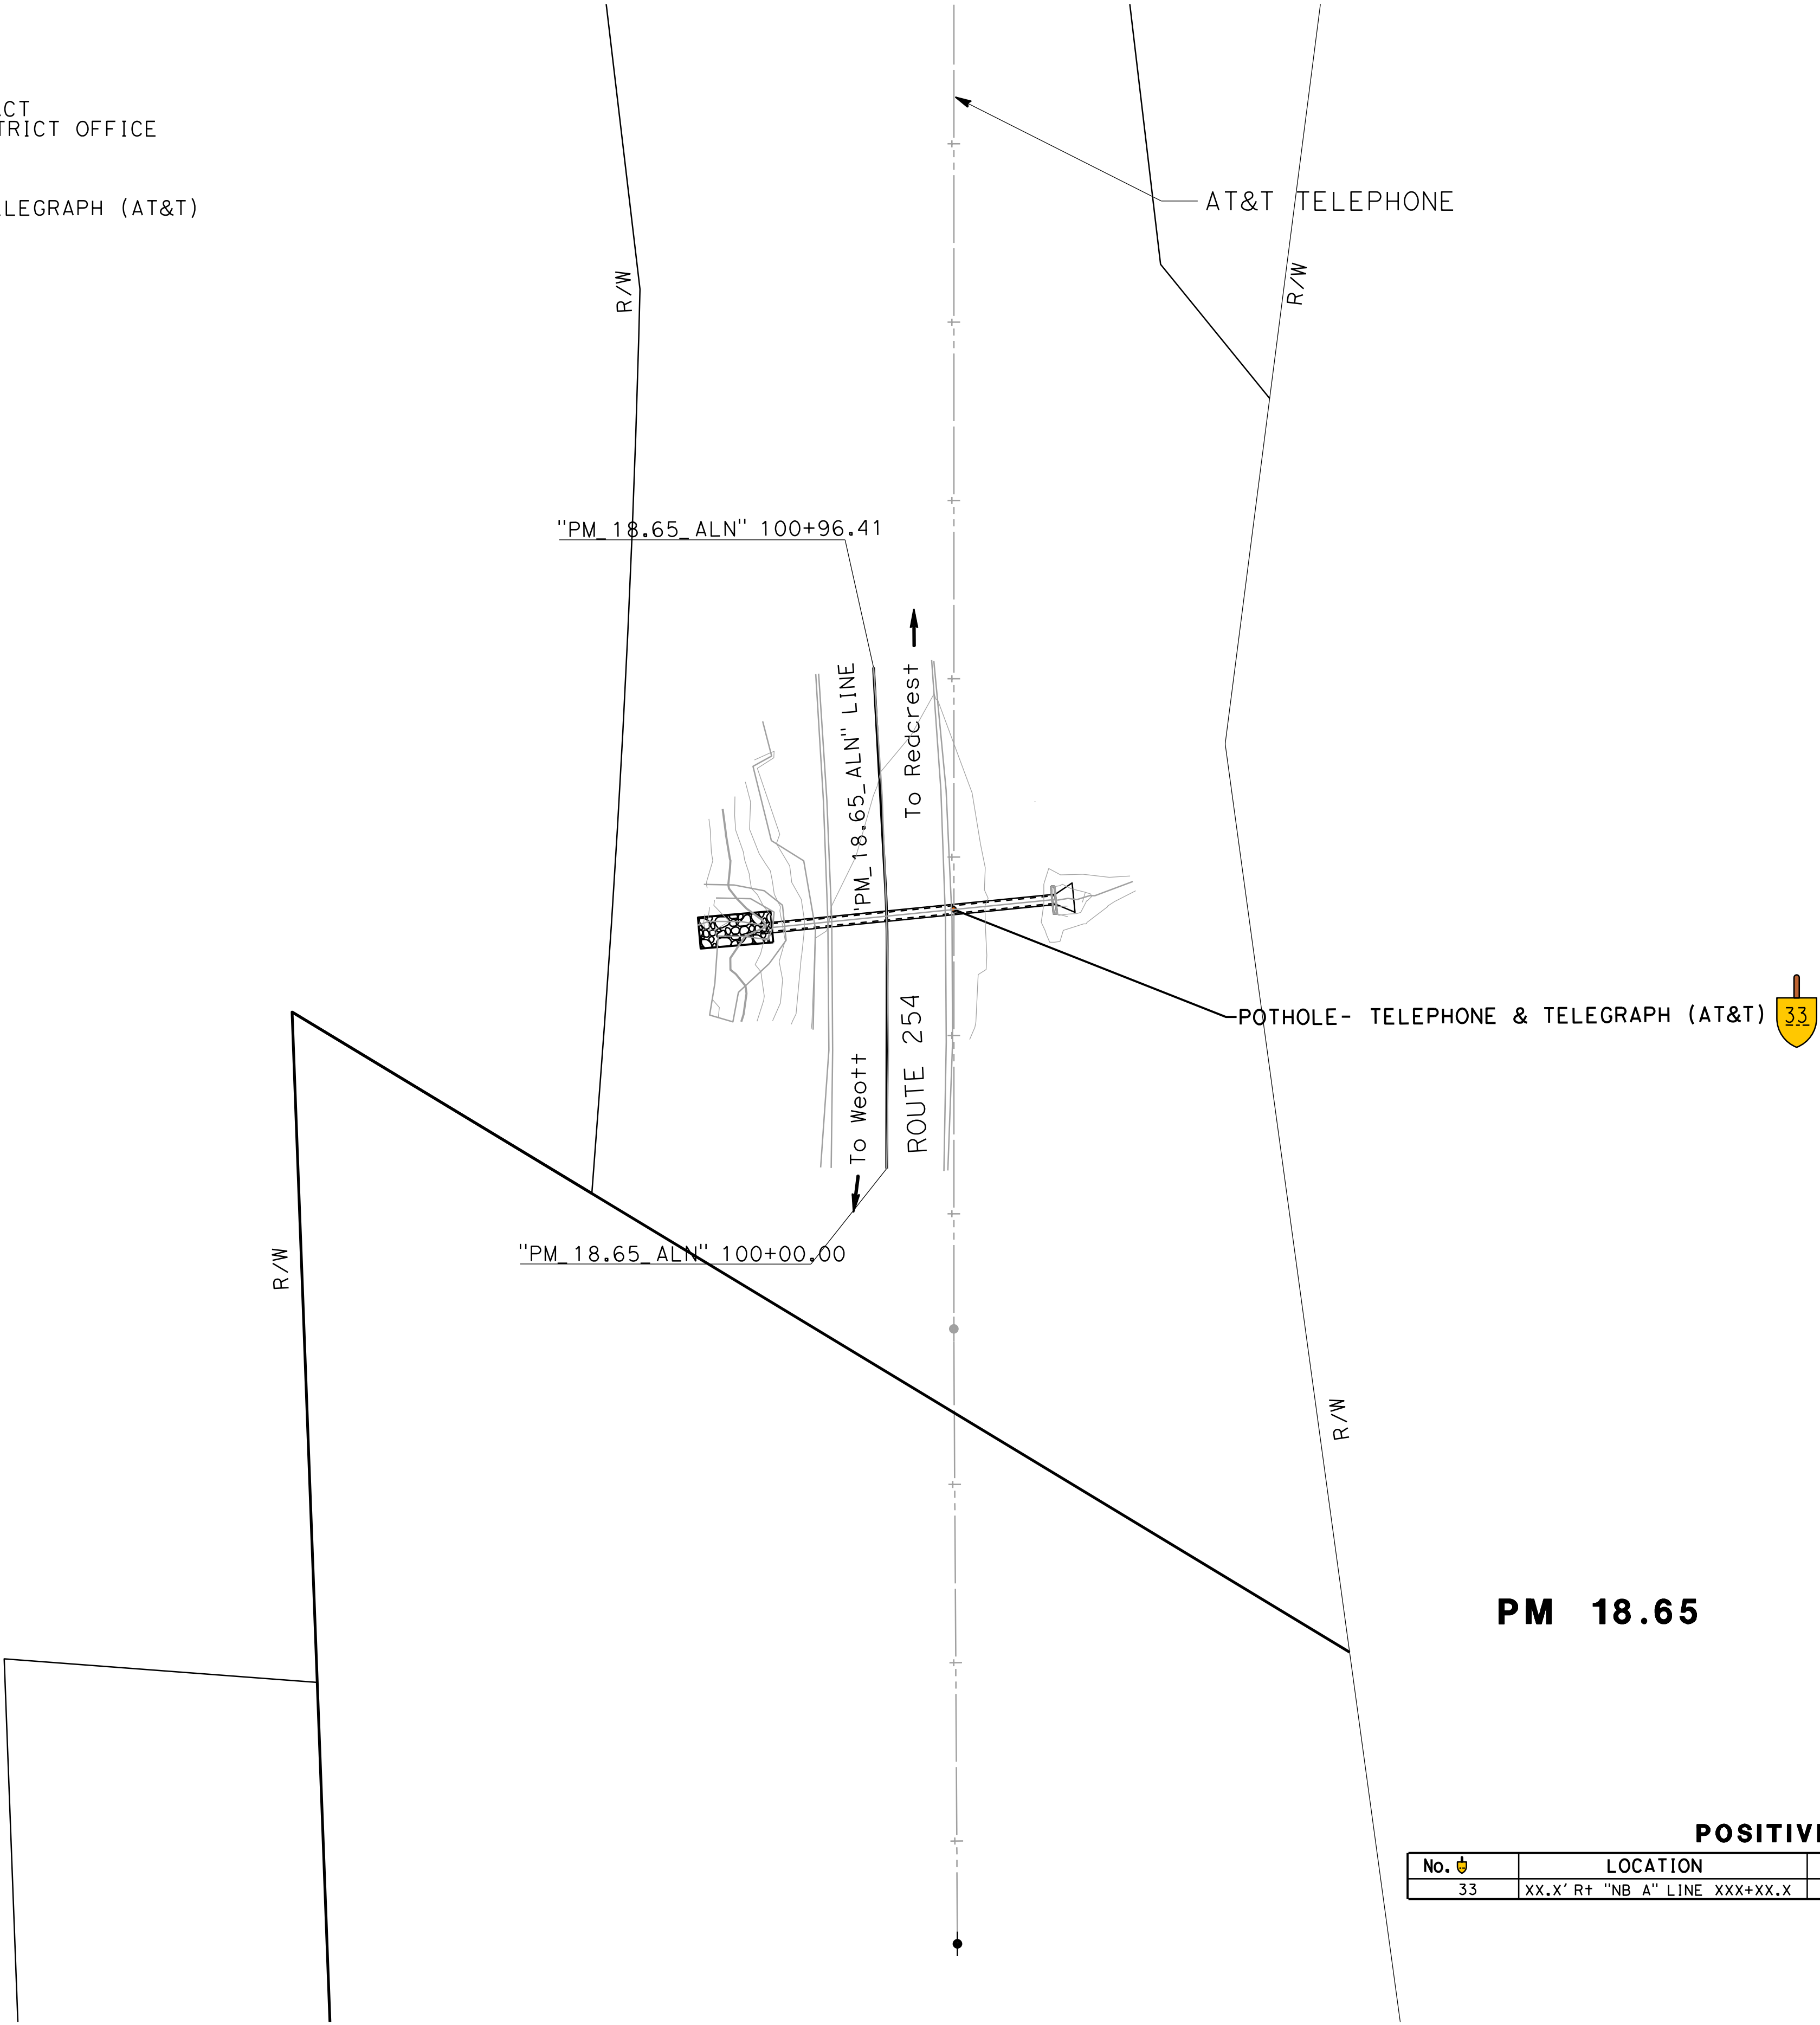 CT
TRICT OFFICE
LEGRAPH (AT&T)
AT&T TELEPHONE
R/W
R/W
"PM_18.65_ALN" 100+96.41
"PM_18.65_ALN" LINE
To Redcrest
POTHOLE- TELEPHONE & TELEGRAPH (AT&T) 33
ROUTE 254
To Weott
"PM_18.65_ALN" 100+00.00
R/W
R/W
PM 18.65
POSITIV
No. LOCATION
33 XX.X' Rt "NB A" LINE XXX+XX.X